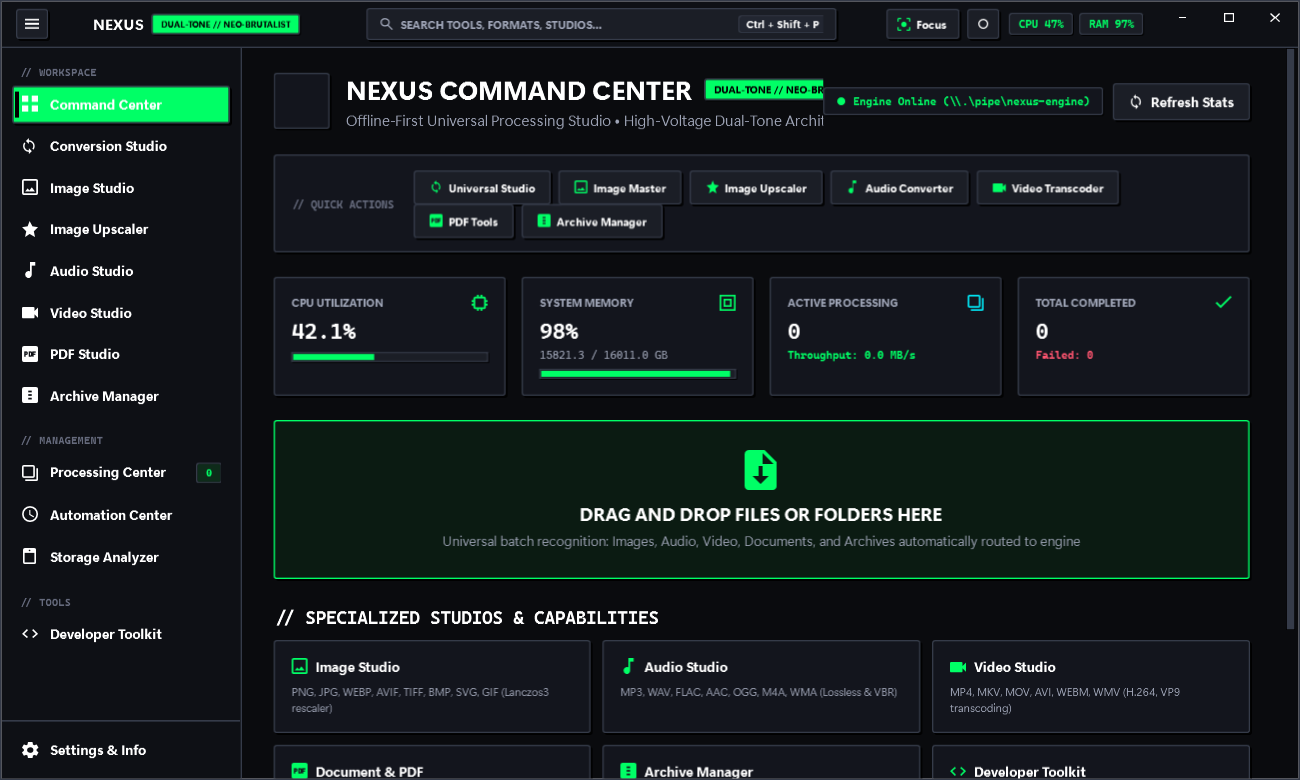 NEXUS DUAL-TONE // NEO-BRUTALIST
SEARCH TOOLS, FORMATS, STUDIOS... Ctrl + Shift + P
Focus
CPU 47% RAM 97%
// WORKSPACE
Command Center
Conversion Studio
Image Studio
Image Upscaler
Audio Studio
Video Studio
PDF PDF Studio
Archive Manager
// MANAGEMENT
Processing Center 0
Automation Center
Storage Analyzer
// TOOLS
Developer Toolkit
Settings & Info
NEXUS COMMAND CENTER DUAL-TONE // NEO-BR
Offline-First Universal Processing Studio • High-Voltage Dual-Tone Archit
Engine Online (\\.\pipe\nexus-engine)
Refresh Stats
// QUICK ACTIONS
Universal Studio Image Master Image Upscaler Audio Converter Video Transcoder
PDF PDF Tools Archive Manager
CPU UTILIZATION
42.1%
SYSTEM MEMORY
98%
15821.3 / 16011.0 GB
ACTIVE PROCESSING
0
Throughput: 0.0 MB/s
TOTAL COMPLETED
0
Failed: 0
DRAG AND DROP FILES OR FOLDERS HERE
Universal batch recognition: Images, Audio, Video, Documents, and Archives automatically routed to engine
// SPECIALIZED STUDIOS & CAPABILITIES
Image Studio
PNG, JPG, WEBP, AVIF, TIFF, BMP, SVG, GIF (Lanczos3
rescaler)
Audio Studio
MP3, WAV, FLAC, AAC, OGG, M4A, WMA (Lossless & VBR)
Video Studio
MP4, MKV, MOV, AVI, WEBM, WMV (H.264, VP9
transcoding)
PDF Document & PDF
Archive Manager
Developer Toolkit